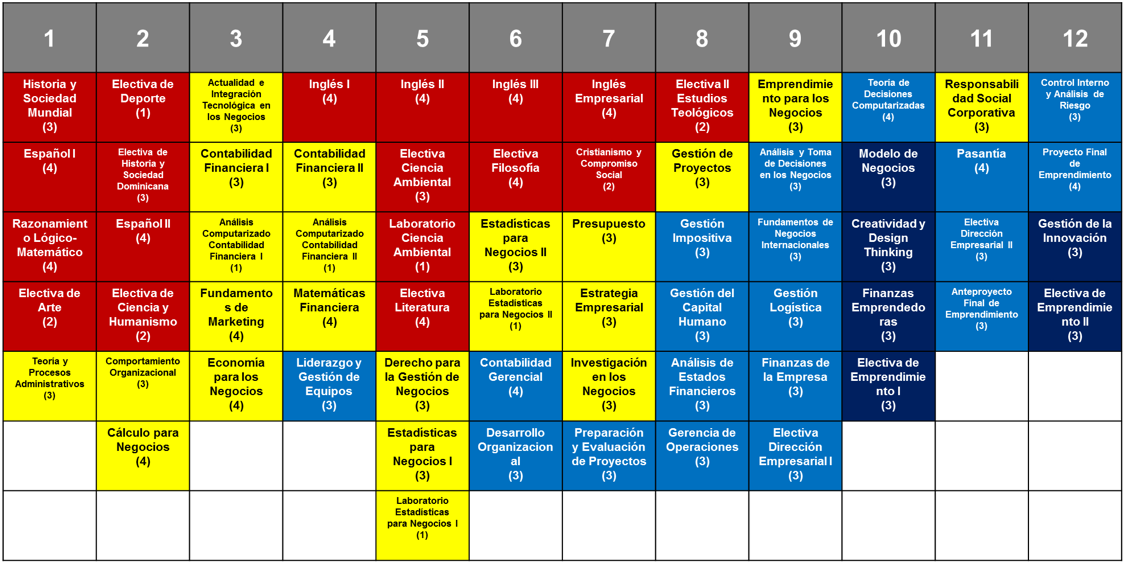 1 2 3 4 5 6 7 8 9 10 11 12
Historia y
Sociedad
Mundial
(3)
Electiva de
Deporte
(1)
Actualidad e
Integración
Tecnológica en
los Negocios
(3)
Inglés I
(4)
Inglés II
(4)
Inglés III
(4)
Inglés
Empresarial
(4)
Electiva II
Estudios
Teológicos
(2)
Emprendimie
nto para los
Negocios
(3)
Teoría de
Decisiones
Computarizadas
(4)
Responsabili
dad Social
Corporativa
(3)
Control Interno
y Análisis de
Riesgo
(3)
Español I
(4)
Electiva de
Historia y
Sociedad
Dominicana
(3)
Contabilidad
Financiera I
(3)
Contabilidad
Financiera II
(3)
Electiva
Ciencia
Ambiental
(3)
Electiva
Filosofía
(4)
Cristianismo y
Compromiso
Social
(2)
Gestión de
Proyectos
(3)
Análisis y Toma
de Decisiones
en los Negocios
(3)
Modelo de
Negocios
(3)
Pasantía
(4)
Proyecto Final
de
Emprendimiento
(4)
Razonamient
o Lógico-
Matemático
(4)
Español II
(4)
Análisis
Computarizado
Contabilidad
Financiera I
(1)
Análisis
Computarizado
Contabilidad
Financiera II
(1)
Laboratorio
Ciencia
Ambiental
(1)
Estadísticas
para
Negocios II
(3)
Presupuesto
(3)
Gestión
Impositiva
(3)
Fundamentos de
Negocios
Internacionales
(3)
Creatividad y
Design
Thinking
(3)
Electiva
Dirección
Empresarial II
(3)
Gestión de la
Innovación
(3)
Electiva de
Arte
(2)
Electiva de
Ciencia y
Humanismo
(2)
Fundamento
s de
Marketing
(4)
Matemáticas
Financiera
(4)
Electiva
Literatura
(4)
Laboratorio
Estadísticas
para Negocios II
(1)
Estrategia
Empresarial
(3)
Gestión del
Capital
Humano
(3)
Gestión
Logística
(3)
Finanzas
Emprendedo
ras
(3)
Anteproyecto
Final de
Emprendimiento
(3)
Electiva de
Emprendimie
nto II
(3)
Teoría y
Procesos
Administrativos
(3)
Comportamiento
Organizacional
(3)
Economía
para los
Negocios
(4)
Liderazgo y
Gestión de
Equipos
(3)
Derecho para
la Gestión de
Negocios
(3)
Contabilidad
Gerencial
(4)
Investigación
en los
Negocios
(3)
Análisis de
Estados
Financieros
(3)
Finanzas de
la Empresa
(3)
Electiva de
Emprendimie
nto I
(3)
Cálculo para
Negocios
(4)
Estadísticas
para
Negocios I
(3)
Desarrollo
Organizacion
al
(3)
Preparación
y Evaluación
de Proyectos
(3)
Gerencia de
Operaciones
(3)
Electiva
Dirección
Empresarial I
(3)
Laboratorio
Estadísticas
para Negocios I
(1)